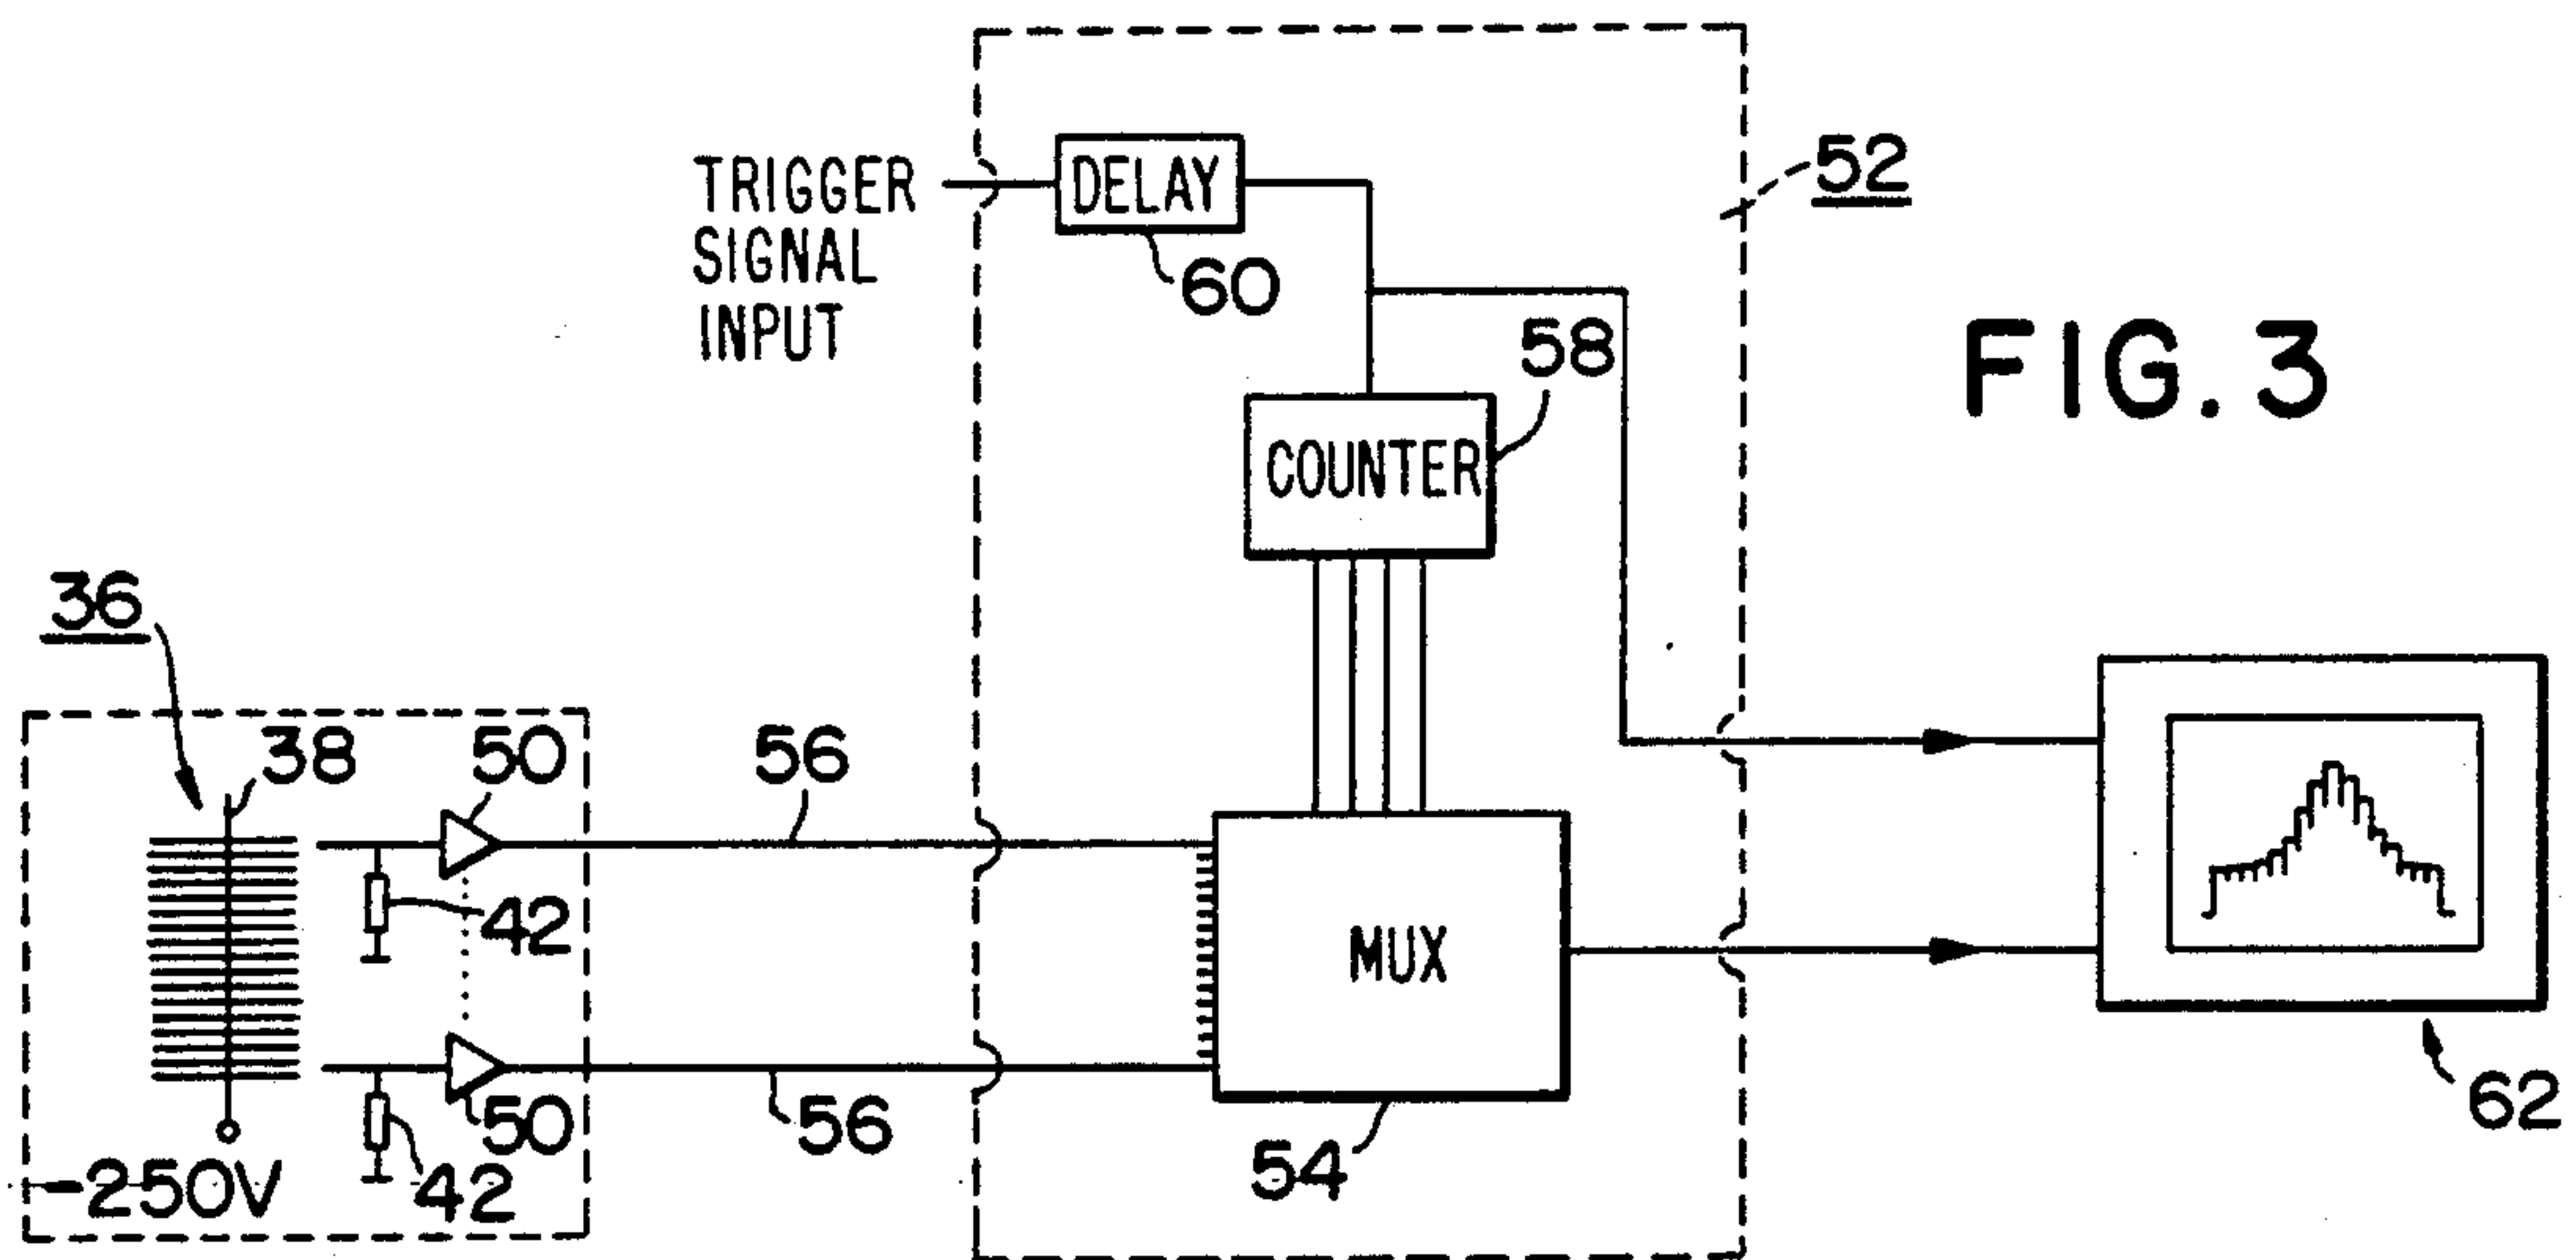 TRIGGER
SIGNAL
INPUT
DELAY
60
52
58
FIG. 3
COUNTER
36
38
50
56
42
MUX
50
56
42
-250V
54
62